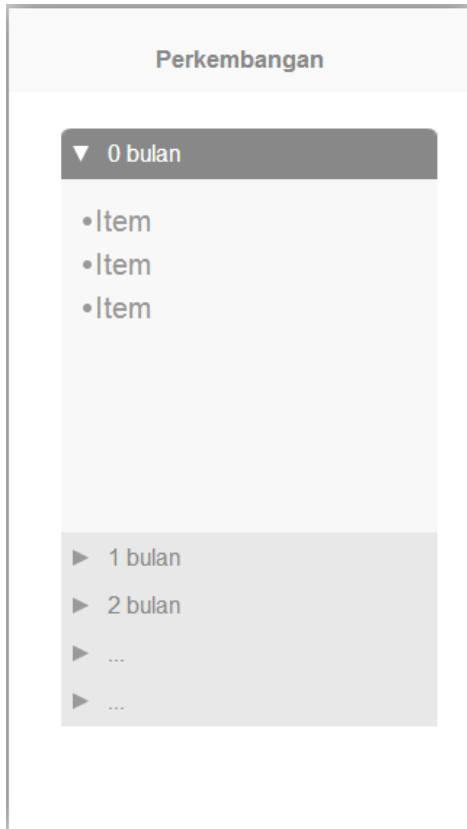 Perkembangan
▼ 0 bulan
•Item
•Item
•Item
► 1 bulan
► 2 bulan
► ...
► ...